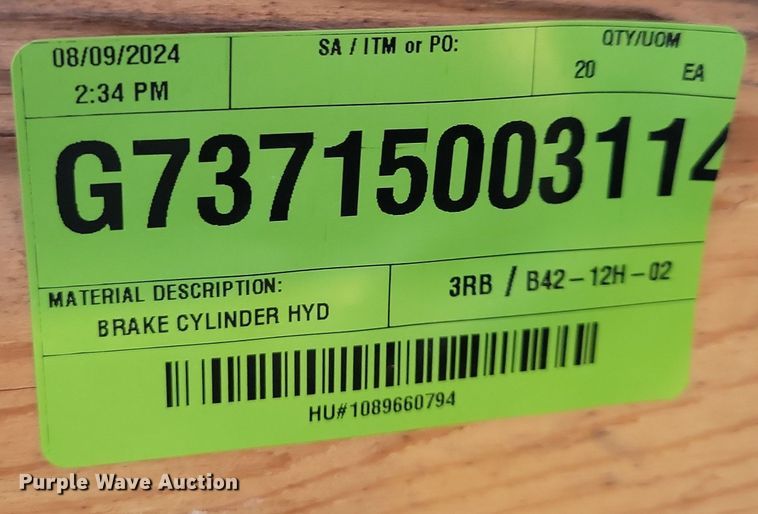 08/09/2024
2:34 PM
SA / ITM or PO:
QTY/UOM
20 EA
G73715003114
MATERIAL DESCRIPTION:
BRAKE CYLINDER HYD
3RB / B42-12H-02
HU#1089660794
Purple Wave Auction